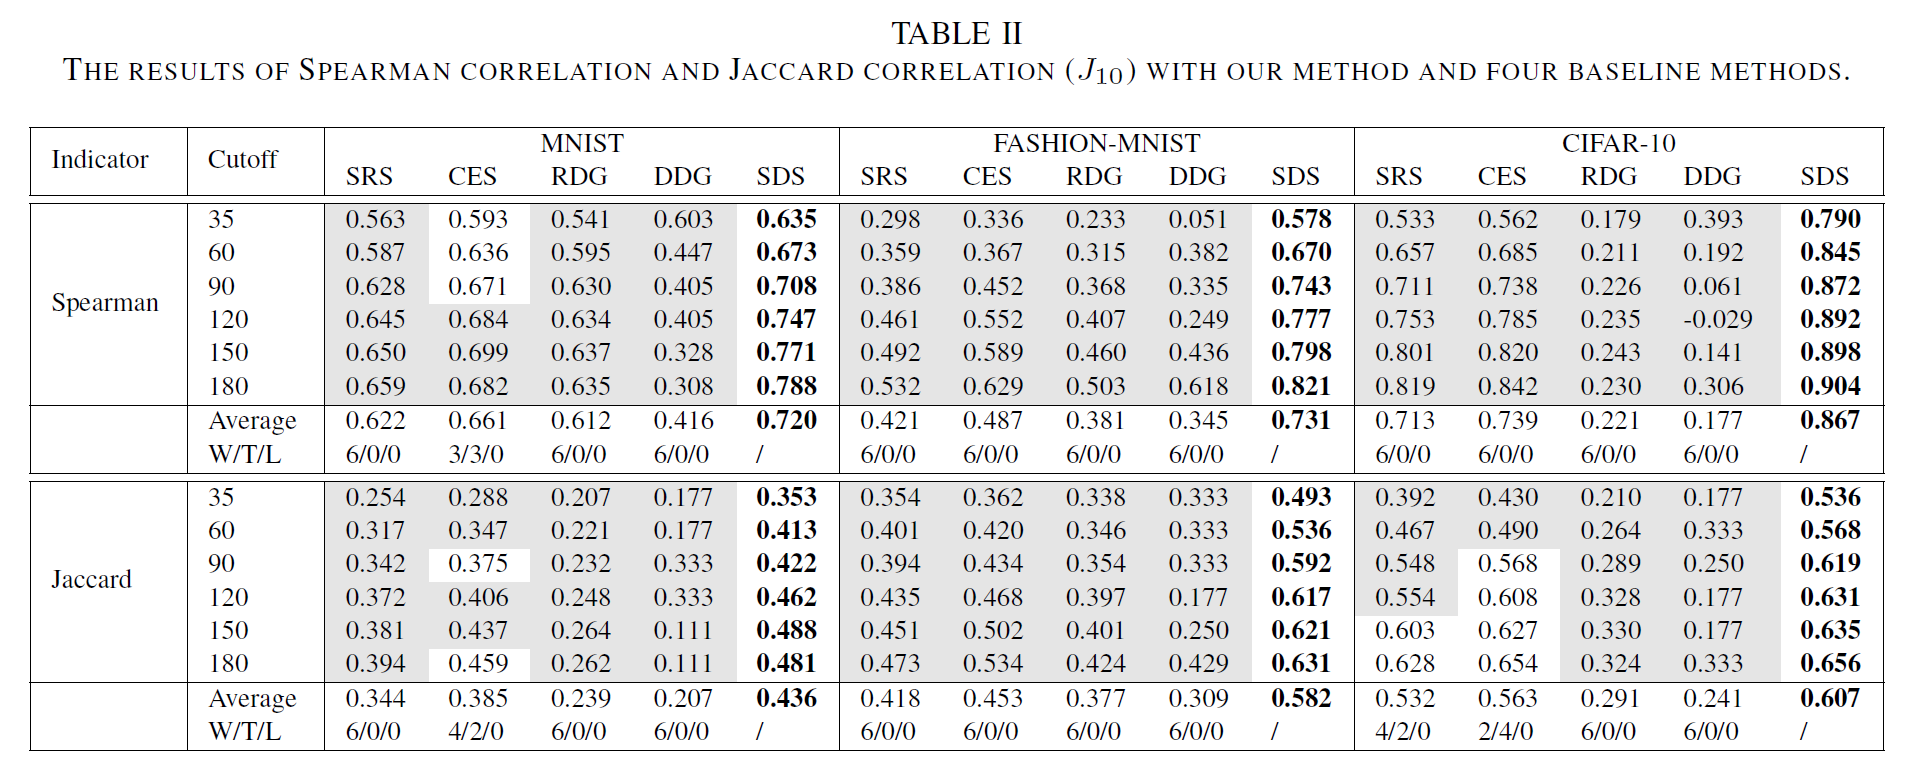 TABLE II
THE RESULTS OF SPEARMAN CORRELATION AND JACCARD CORRELATION (J10) WITH OUR METHOD AND FOUR BASELINE METHODS.
Indicator Cutoff MNIST FASHION-MNIST CIFAR-10
SRS CES RDG DDG SDS SRS CES RDG DDG SDS SRS CES RDG DDG SDS
Spearman
35 0.563 0.593 0.541 0.603 0.635 0.298 0.336 0.233 0.051 0.578 0.533 0.562 0.179 0.393 0.790
60 0.587 0.636 0.595 0.447 0.673 0.359 0.367 0.315 0.382 0.670 0.657 0.685 0.211 0.192 0.845
90 0.628 0.671 0.630 0.405 0.708 0.386 0.452 0.368 0.335 0.743 0.711 0.738 0.226 0.061 0.872
120 0.645 0.684 0.634 0.405 0.747 0.461 0.552 0.407 0.249 0.777 0.753 0.785 0.235 -0.029 0.892
150 0.650 0.699 0.637 0.328 0.771 0.492 0.589 0.460 0.436 0.798 0.801 0.820 0.243 0.141 0.898
180 0.659 0.682 0.635 0.308 0.788 0.532 0.629 0.503 0.618 0.821 0.819 0.842 0.230 0.306 0.904
Average 0.622 0.661 0.612 0.416 0.720 0.421 0.487 0.381 0.345 0.731 0.713 0.739 0.221 0.177 0.867
W/T/L 6/0/0 3/3/0 6/0/0 6/0/0 / 6/0/0 6/0/0 6/0/0 6/0/0 / 6/0/0 6/0/0 6/0/0 6/0/0 /
Jaccard
35 0.254 0.288 0.207 0.177 0.353 0.354 0.362 0.338 0.333 0.493 0.392 0.430 0.210 0.177 0.536
60 0.317 0.347 0.221 0.177 0.413 0.401 0.420 0.346 0.333 0.536 0.467 0.490 0.264 0.333 0.568
90 0.342 0.375 0.232 0.333 0.422 0.394 0.434 0.354 0.333 0.592 0.548 0.568 0.289 0.250 0.619
120 0.372 0.406 0.248 0.333 0.462 0.435 0.468 0.397 0.177 0.617 0.554 0.608 0.328 0.177 0.631
150 0.381 0.437 0.264 0.111 0.488 0.451 0.502 0.401 0.250 0.621 0.603 0.627 0.330 0.177 0.635
180 0.394 0.459 0.262 0.111 0.481 0.473 0.534 0.424 0.429 0.631 0.628 0.654 0.324 0.333 0.656
Average 0.344 0.385 0.239 0.207 0.436 0.418 0.453 0.377 0.309 0.582 0.532 0.563 0.291 0.241 0.607
W/T/L 6/0/0 4/2/0 6/0/0 6/0/0 / 6/0/0 6/0/0 6/0/0 6/0/0 / 4/2/0 2/4/0 6/0/0 6/0/0 /